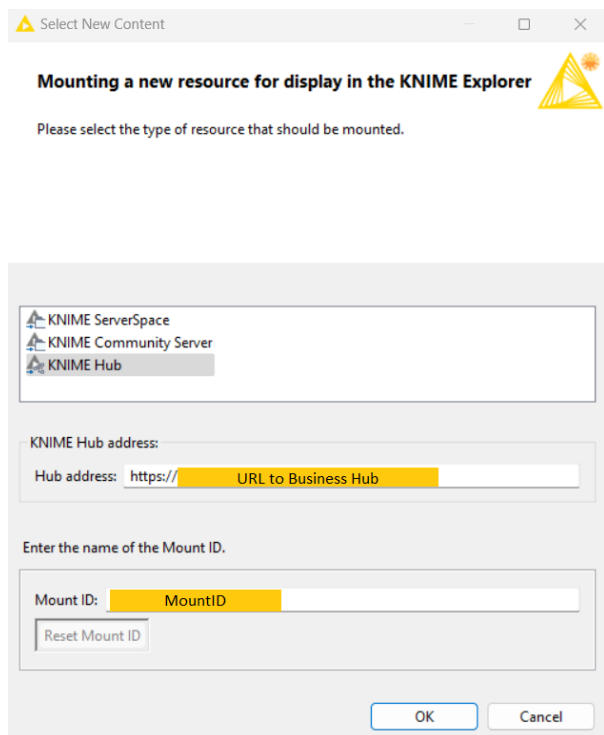 Select New Content
Mounting a new resource for display in the KNIME Explorer
Please select the type of resource that should be mounted.
KNIME ServerSpace
KNIME Community Server
KNIME Hub
KNIME Hub address:
Hub address: https:// URL to Business Hub
Enter the name of the Mount ID.
Mount ID: MountID
Reset Mount ID
OK Cancel